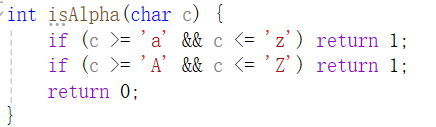 int isAlpha(char c) {
    if (c >= 'a' && c <= 'z') return 1;
    if (c >= 'A' && c <= 'Z') return 1;
    return 0;
}